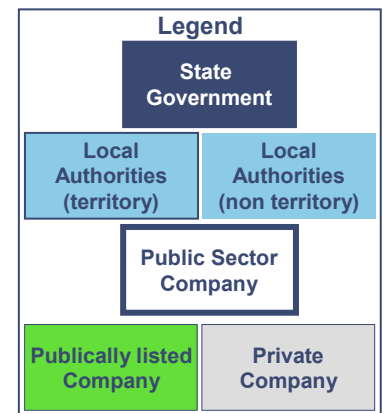 Legend
State
Government
Local
Authorities
(territory)
Local
Authorities
(non territory)
Public Sector
Company
Publically listed
Company
Private
Company